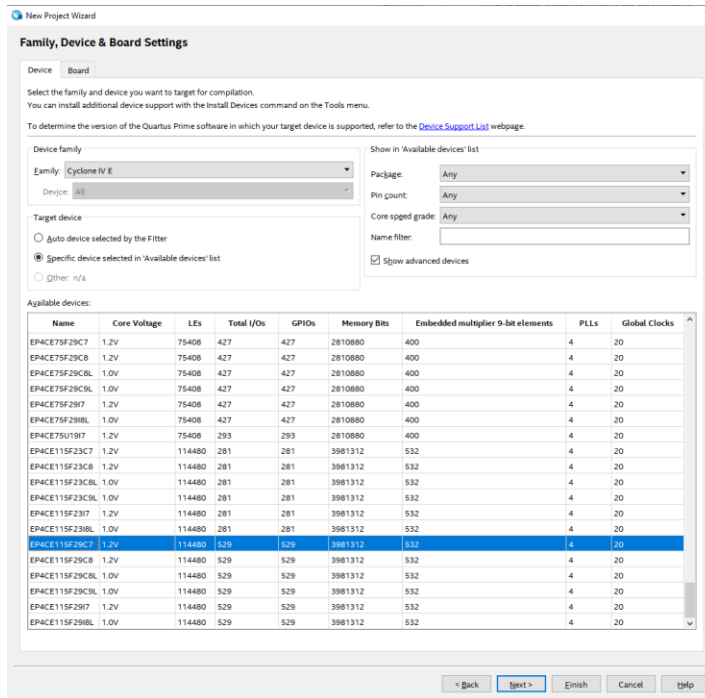 New Project Wizard
Family, Device & Board Settings
Device Board
Select the family and device you want to target for compilation.
You can install additional device support with the Install Devices command on the Tools menu.
To determine the version of the Quartus Prime software in which your target device is supported, refer to the Device Support List webpage.
Device family
Family: Cyclone IV E
Device: All
Target device
Auto device selected by the Fitter
Specific device selected in 'Available devices' list
Other: n/a
Show in 'Available devices' list
Package: Any
Pin count: Any
Core speed grade: Any
Name filter:
Show advanced devices
Available devices:
Name Core Voltage LEs Total I/Os GPIOs Memory Bits Embedded multiplier 9-bit elements PLLs Global Clocks
EP4CE75F29C7 1.2V 75408 427 427 2810880 400 4 20
EP4CE75F29C8 1.2V 75408 427 427 2810880 400 4 20
EP4CE75F29C8L 1.0V 75408 427 427 2810880 400 4 20
EP4CE75F29C9L 1.0V 75408 427 427 2810880 400 4 20
EP4CE75F29I7 1.2V 75408 427 427 2810880 400 4 20
EP4CE75F29I8L 1.0V 75408 427 427 2810880 400 4 20
EP4CE75U19I7 1.2V 75408 293 293 2810880 400 4 20
EP4CE115F23C7 1.2V 114480 281 281 3981312 532 4 20
EP4CE115F23C8 1.2V 114480 281 281 3981312 532 4 20
EP4CE115F23C8L 1.0V 114480 281 281 3981312 532 4 20
EP4CE115F23C9L 1.0V 114480 281 281 3981312 532 4 20
EP4CE115F23I7 1.2V 114480 281 281 3981312 532 4 20
EP4CE115F23I8L 1.0V 114480 281 281 3981312 532 4 20
EP4CE115F29C7 1.2V 114480 529 529 3981312 532 4 20
EP4CE115F29C8 1.2V 114480 529 529 3981312 532 4 20
EP4CE115F29C8L 1.0V 114480 529 529 3981312 532 4 20
EP4CE115F29C9L 1.0V 114480 529 529 3981312 532 4 20
EP4CE115F29I7 1.2V 114480 529 529 3981312 532 4 20
EP4CE115F29I8L 1.0V 114480 529 529 3981312 532 4 20
< Back Next > Finish Cancel Help